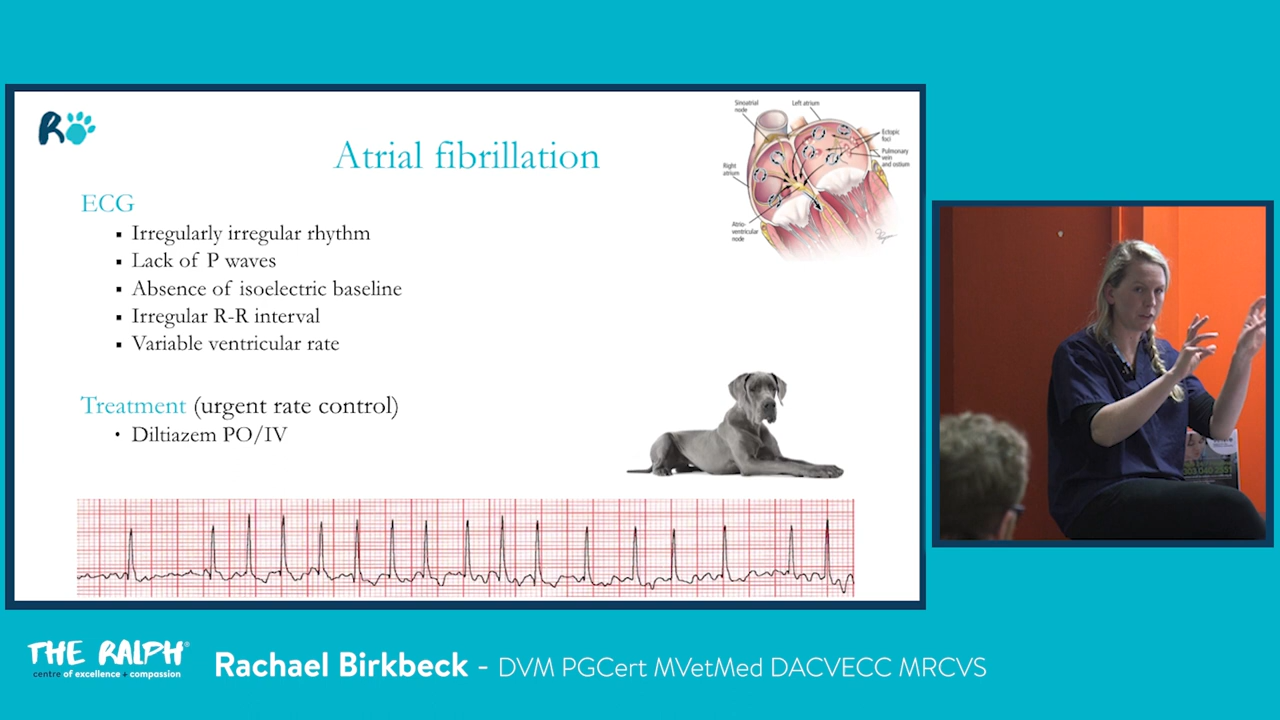 R
Atrial fibrillation
ECG
Irregularly irregular rhythm
Lack of P waves
Absence of isoelectric baseline
Irregular R-R interval
Variable ventricular rate
Treatment (urgent rate control)
Diltiazem PO/IV
Sinoatrial
node
Left atrium
Ectopic
foci
Pulmonary
vein and ostium
Right
atrium
Atrio-
ventricular
node
THE RALPH®
centre of excellence + compassion
Rachael Birkbeck - DVM PGCert MVetMed DACVECC MRCVS